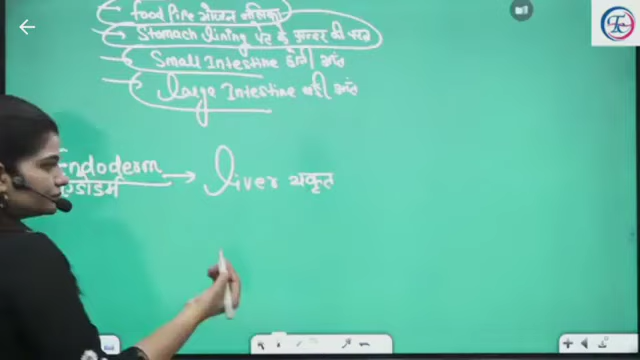 food Pipe भोजन नलिका
Stomach lining पेट के अन्दर की परत
Small Intestine छोटी आंत
large Intestine बड़ी आंत
Endoderm → liver यकृत
एंडोडर्म